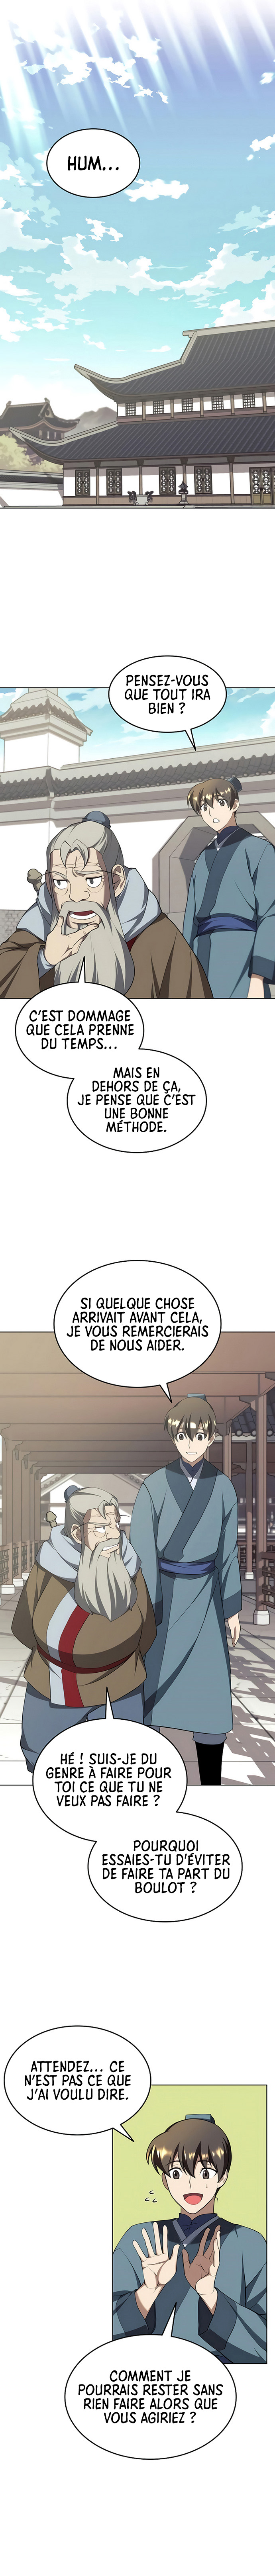 HUM...
PENSEZ-VOUS
QUE TOUT IRA
BIEN ?
C'EST DOMMAGE
QUE CELA PRENNE
DU TEMPS...
MAIS EN
DEHORS DE ÇA,
JE PENSE QUE C'EST
UNE BONNE
MÉTHODE.
SI QUELQUE CHOSE
ARRIVAIT AVANT CELA,
JE VOUS REMERCIERAIS
DE NOUS AIDER.
HÉ ! SUIS-JE DU
GENRE À FAIRE POUR
TOI CE QUE TU NE
VEUX PAS FAIRE ?
POURQUOI
ESSAIES-TU D'ÉVITER
DE FAIRE TA PART DU
BOULOT ?
ATTENDEZ... CE
N'EST PAS CE QUE
J'AI VOULU DIRE.
COMMENT JE
POURRAIS RESTER SANS
RIEN FAIRE ALORS QUE
VOUS AGIRIEZ ?